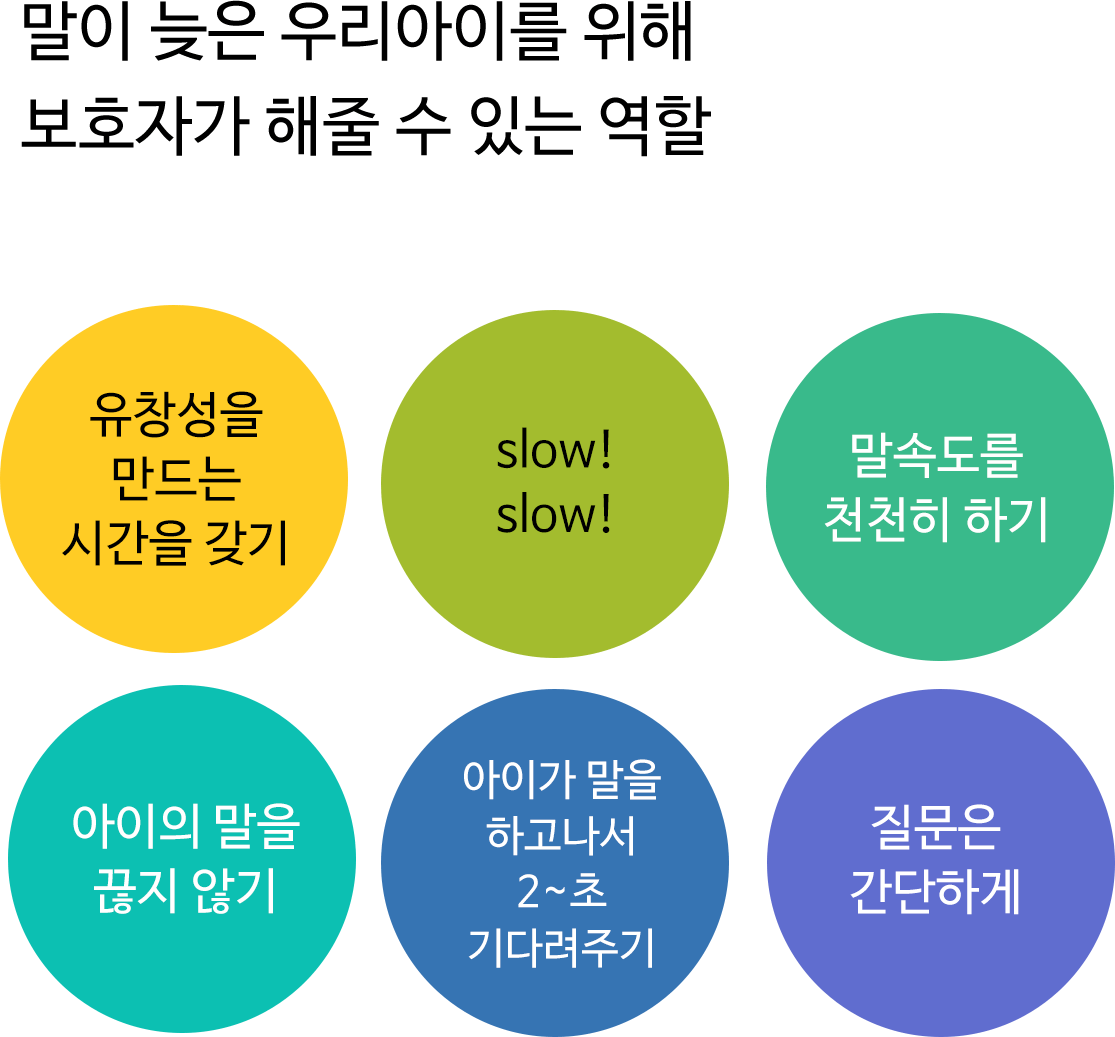 말이 늦은 우리아이를 위해
보호자가 해줄 수 있는 역할
유창성을
만드는
시간을 갖기
slow!
slow!
말속도를
천천히 하기
아이의 말을
끊지 않기
아이가 말을
하고나서
2~초
기다려주기
질문은
간단하게